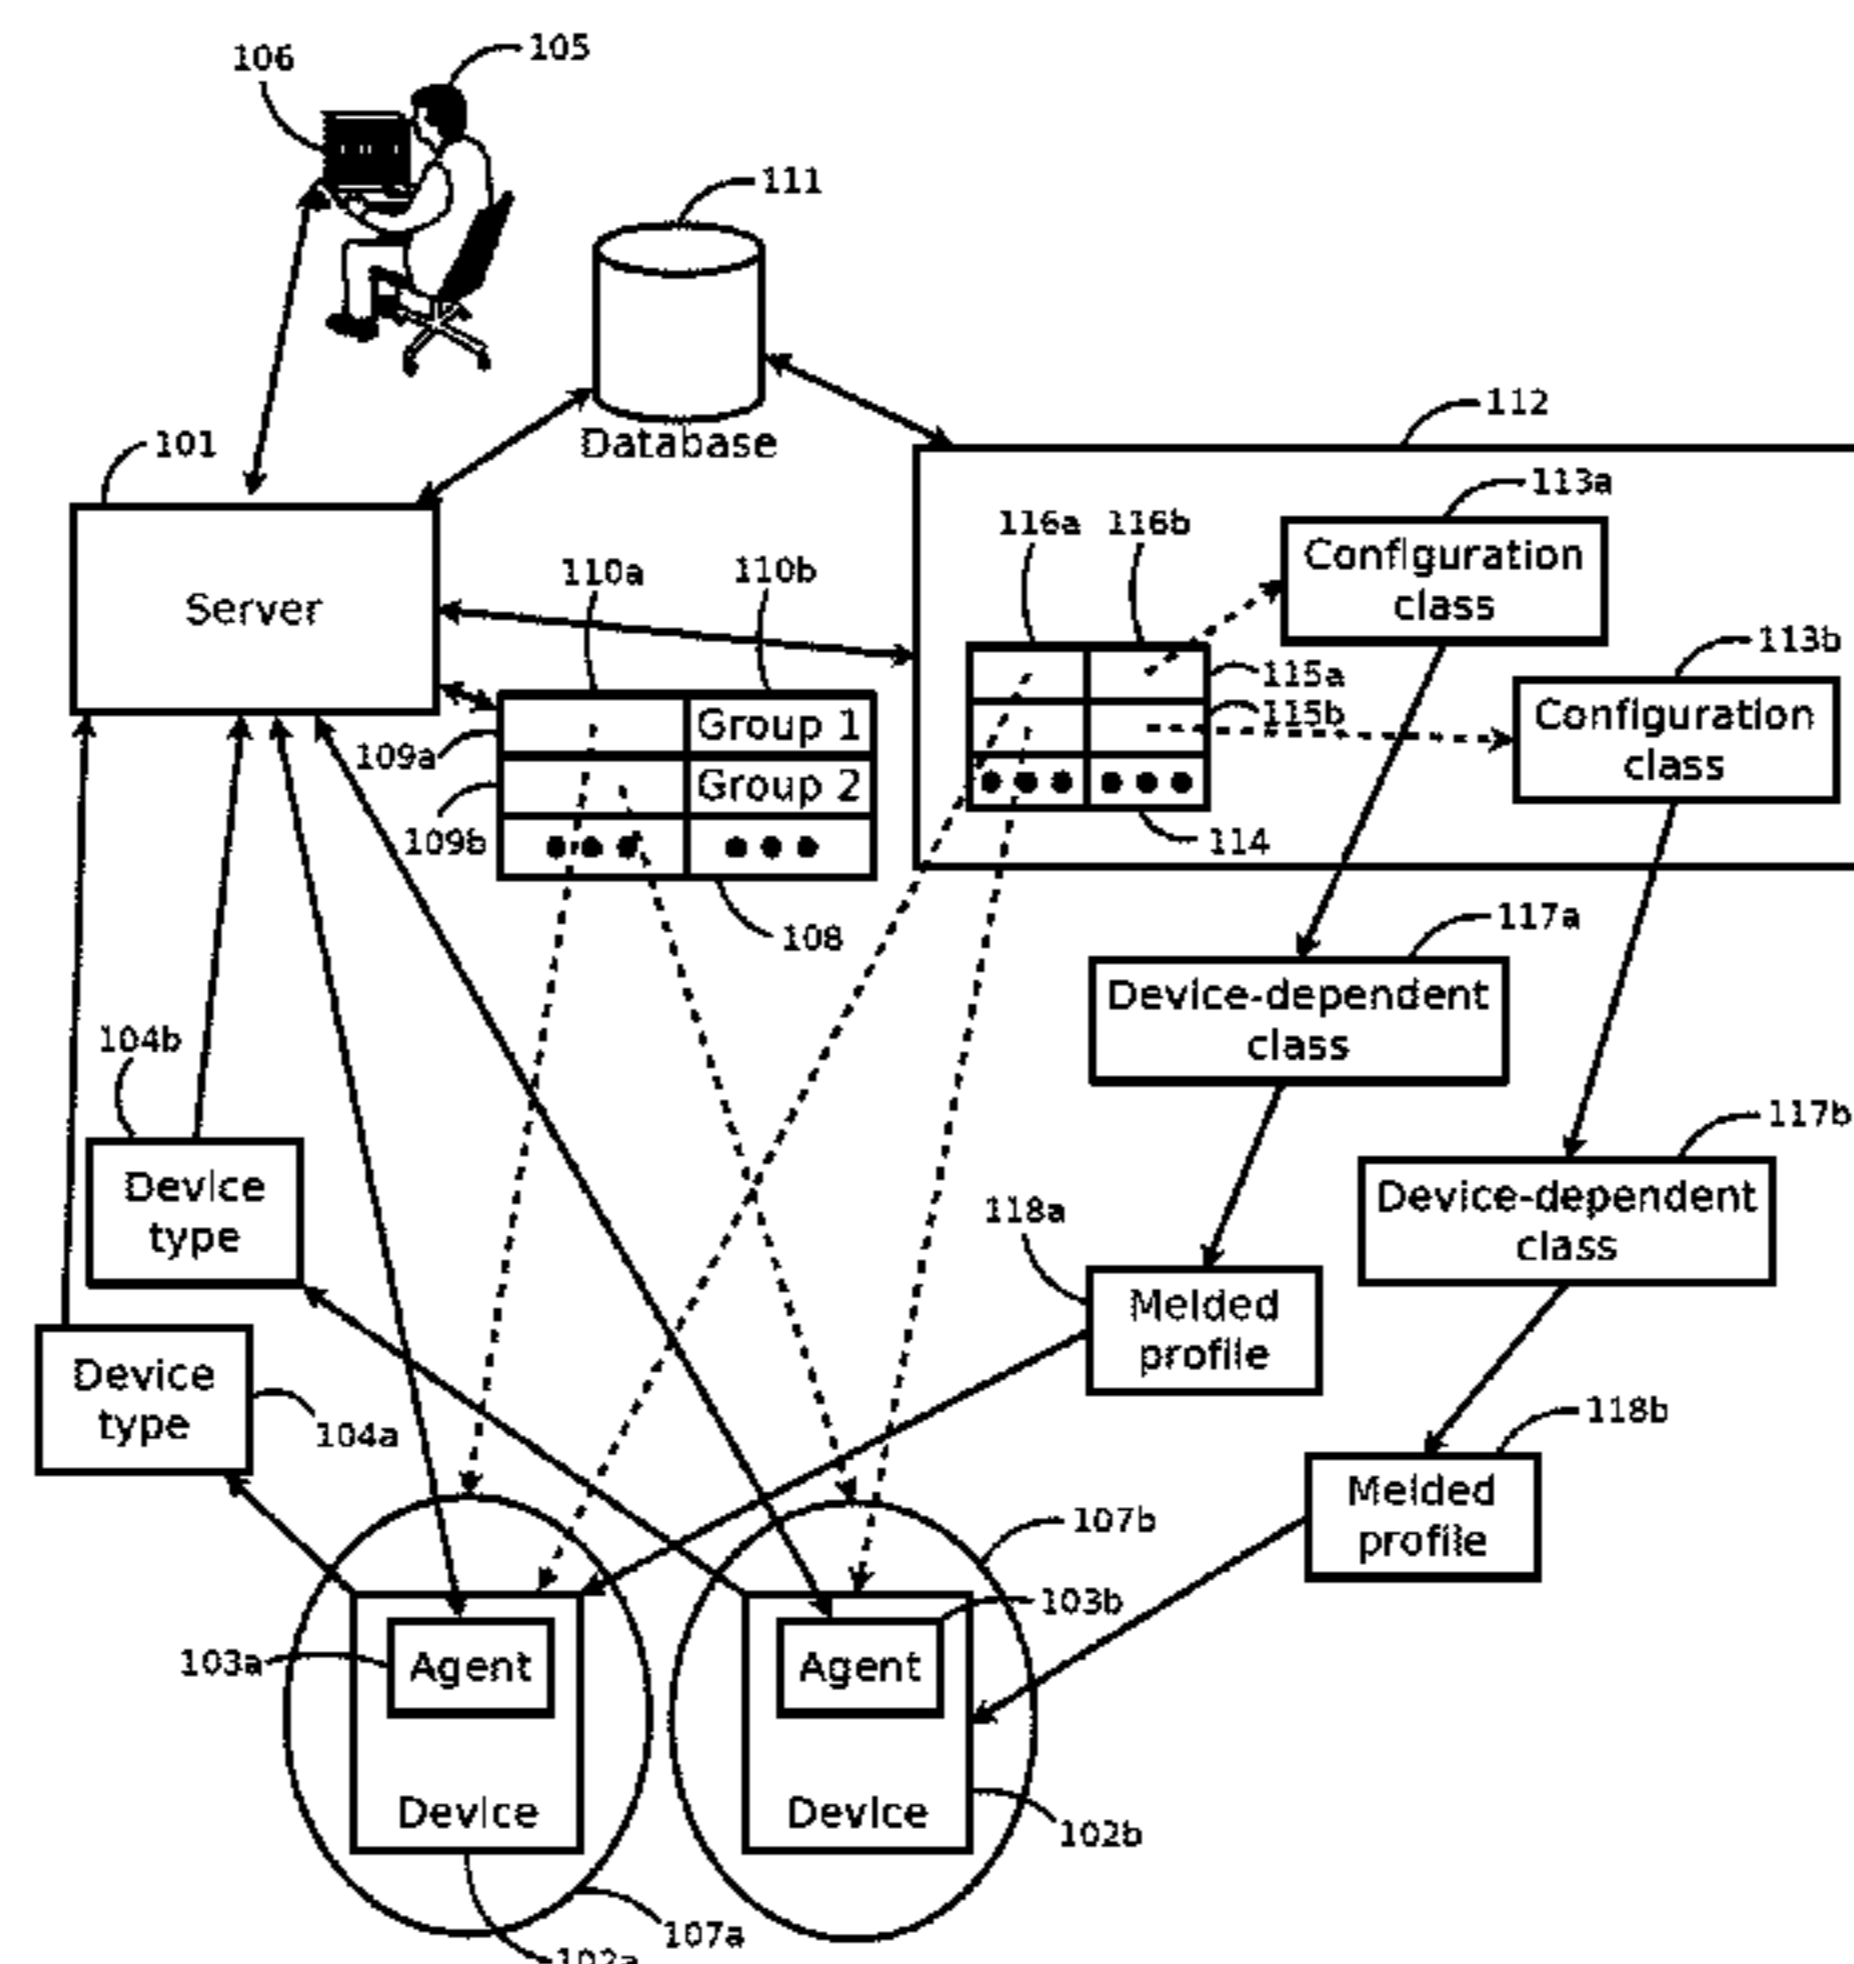 106
105
111
Database
112
101
Server
113a
Configuration
class
116a
116b
110a
110b
113b
Configuration
class
115a
115b
109a
Group 1
Group 2
109b
114
108
117a
Device-dependent
class
104b
Device
type
117b
Device-dependent
class
118a
Melded
profile
Device
type
104a
118b
Melded
profile
107b
103b
103a
Agent
Agent
Device
Device
102b
107a
102a